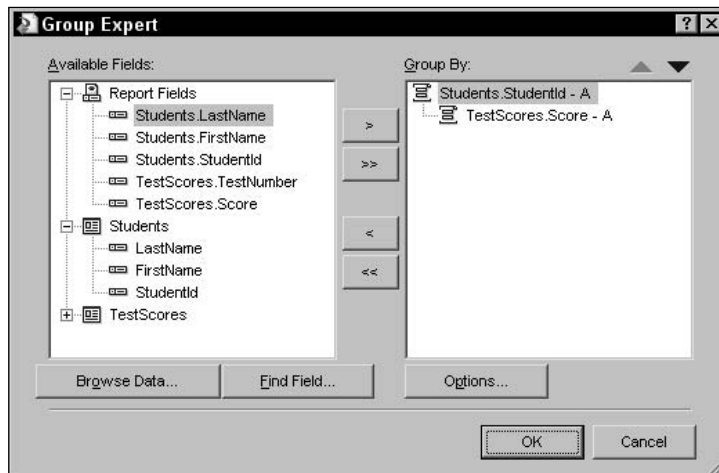 Group Expert
Available Fields:
Report Fields
Students.LastName
Students.FirstName
Students.StudentId
TestScores.TestNumber
TestScores.Score
Students
LastName
FirstName
StudentId
TestScores
>
>>
<
<<
Group By:
Students.StudentId - A
TestScores.Score - A
Browse Data...
Find Field...
Options...
OK
Cancel